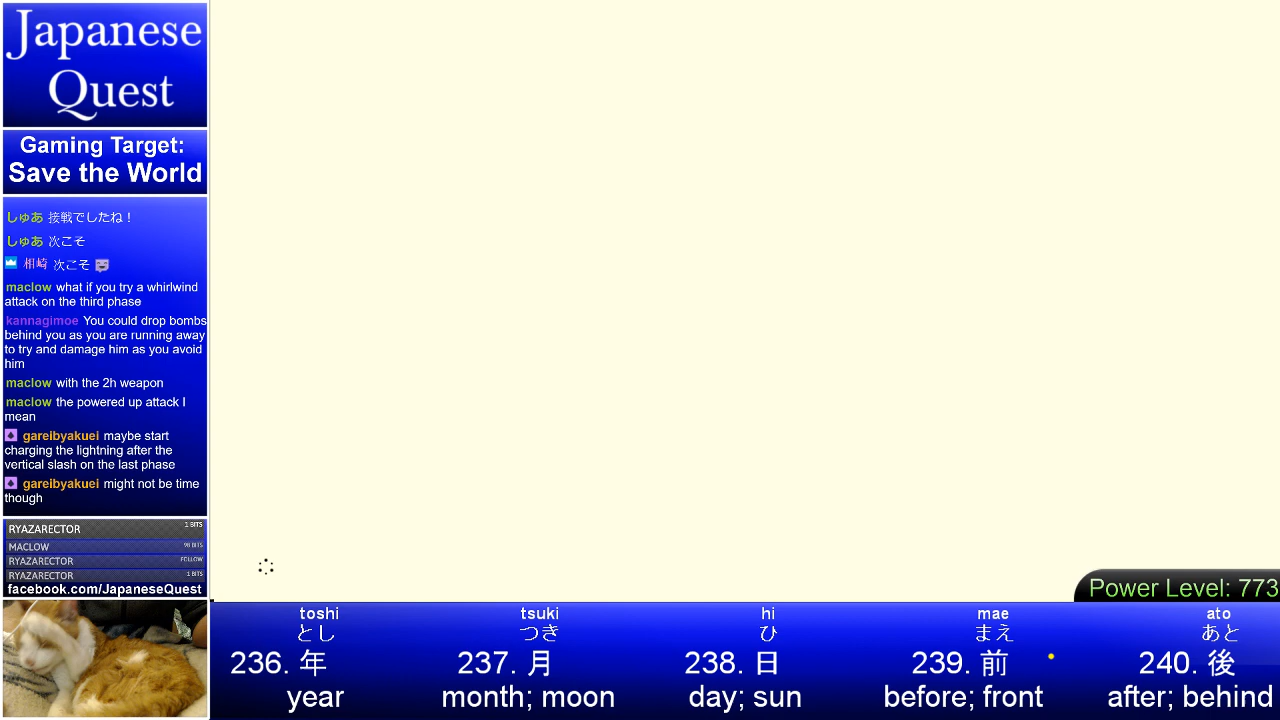 Japanese
Quest
Gaming Target:
Save the World
しゅあ 接戦でしたね！
しゅあ 次こそ
相崎 次こそ
maclow what if you try a whirlwind
attack on the third phase
kannagimoe You could drop bombs
behind you as you are running away
to try and damage him as you avoid
him
maclow with the 2h weapon
maclow the powered up attack I
mean
gareibyakuei maybe start
charging the lightning after the
vertical slash on the last phase
gareibyakuei might not be time
though
RYAZARECTOR 1 BITS
MACLOW 98 BITS
RYAZARECTOR FOLLOW
RYAZARECTOR 1 BITS
facebook.com/JapaneseQuest
Power Level: 773
toshi
とし
236. 年
year
tsuki
つき
237. 月
month; moon
hi
ひ
238. 日
day; sun
mae
まえ
239. 前
before; front
ato
あと
240. 後
after; behind